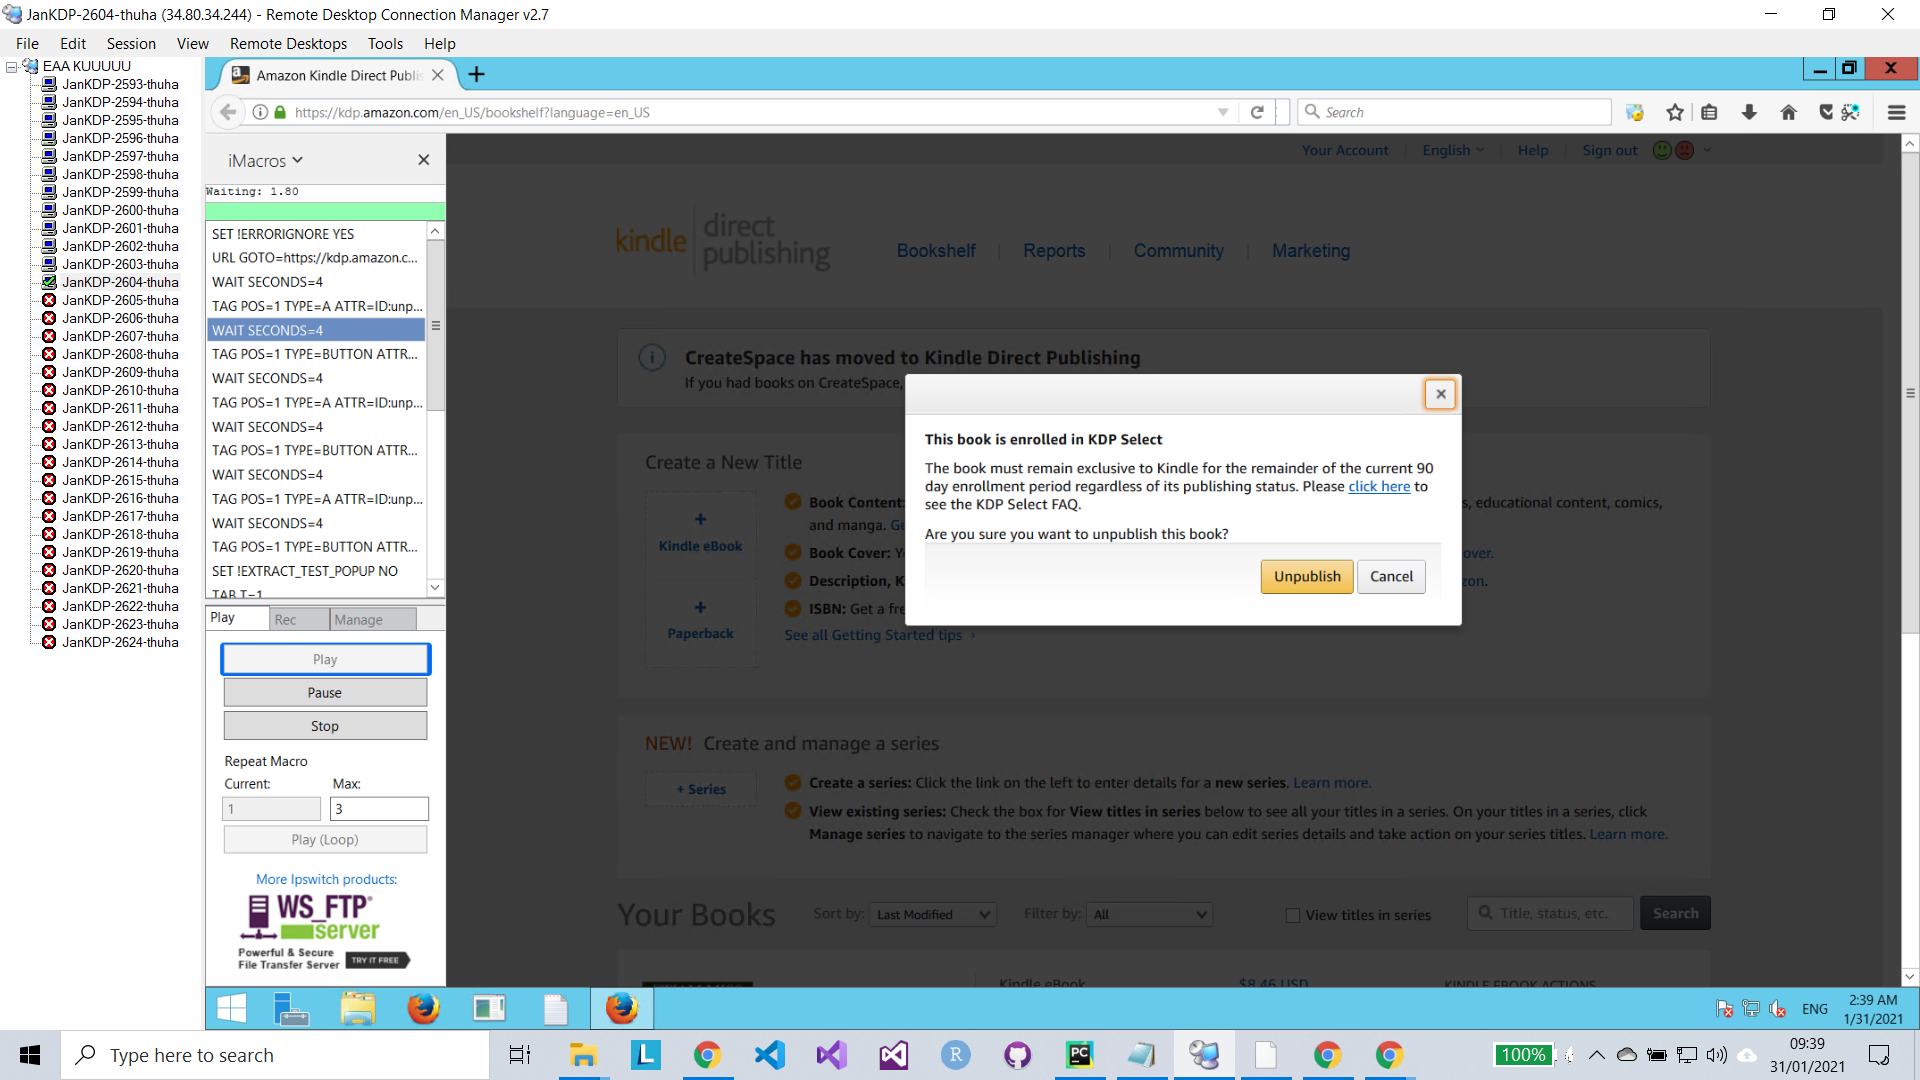 JanKDP-2604-thuha (34.80.34.244) - Remote Desktop Connection Manager v2.7
File Edit Session View Remote Desktops Tools Help
EAA KUUUUU
JanKDP-2593-thuha
JanKDP-2594-thuha
JanKDP-2595-thuha
JanKDP-2596-thuha
JanKDP-2597-thuha
JanKDP-2598-thuha
JanKDP-2599-thuha
JanKDP-2600-thuha
JanKDP-2601-thuha
JanKDP-2602-thuha
JanKDP-2603-thuha
JanKDP-2604-thuha
JanKDP-2605-thuha
JanKDP-2606-thuha
JanKDP-2607-thuha
JanKDP-2608-thuha
JanKDP-2609-thuha
JanKDP-2610-thuha
JanKDP-2611-thuha
JanKDP-2612-thuha
JanKDP-2613-thuha
JanKDP-2614-thuha
JanKDP-2615-thuha
JanKDP-2616-thuha
JanKDP-2617-thuha
JanKDP-2618-thuha
JanKDP-2619-thuha
JanKDP-2620-thuha
JanKDP-2621-thuha
JanKDP-2622-thuha
JanKDP-2623-thuha
JanKDP-2624-thuha
Amazon Kindle Direct Publis
https://kdp.amazon.com/en_US/bookshelf?language=en_US
Search
iMacros
Waiting: 1.80
SET !ERRORIGNORE YES
URL GOTO=https://kdp.amazon.c...
WAIT SECONDS=4
TAG POS=1 TYPE=A ATTR=ID:unp...
WAIT SECONDS=4
TAG POS=1 TYPE=BUTTON ATTR...
WAIT SECONDS=4
TAG POS=1 TYPE=A ATTR=ID:unp...
WAIT SECONDS=4
TAG POS=1 TYPE=BUTTON ATTR...
WAIT SECONDS=4
TAG POS=1 TYPE=A ATTR=ID:unp...
WAIT SECONDS=4
TAG POS=1 TYPE=BUTTON ATTR...
SET !EXTRACT_TEST_POPUP NO
TAB T=1
Play Rec Manage
Play
Pause
Stop
Repeat Macro
Current: Max:
1 3
Play (Loop)
More Ipswitch products:
WS_FTP®
server
Powerful & Secure
File Transfer Server TRY IT FREE
Your Account English Help Sign out
kindle direct publishing
Bookshelf Reports Community Marketing
CreateSpace has moved to Kindle Direct Publishing
If you had books on CreateSpace,
This book is enrolled in KDP Select
The book must remain exclusive to Kindle for the remainder of the current 90
day enrollment period regardless of its publishing status. Please click here to
see the KDP Select FAQ.
Are you sure you want to unpublish this book?
Unpublish Cancel
Create a New Title
+
Kindle eBook
+
Paperback
Book Content: s, educational content, comics,
and manga. Ge
Book Cover: Y over.
Description, K on.
ISBN: Get a fre
See all Getting Started tips ›
NEW! Create and manage a series
+ Series
Create a series: Click the link on the left to enter details for a new series. Learn more.
View existing series: Check the box for View titles in series below to see all your titles in a series. On your titles in a series, click
Manage series to navigate to the series manager where you can edit series details and take action on your series titles. Learn more.
Your Books Sort by: Last Modified Filter by: All View titles in series Title, status, etc. Search
Kindle eBook $8.46 USD KINDLE EBOOK ACTIONS
ENG 2:39 AM
1/31/2021
Type here to search
100%
09:39
31/01/2021